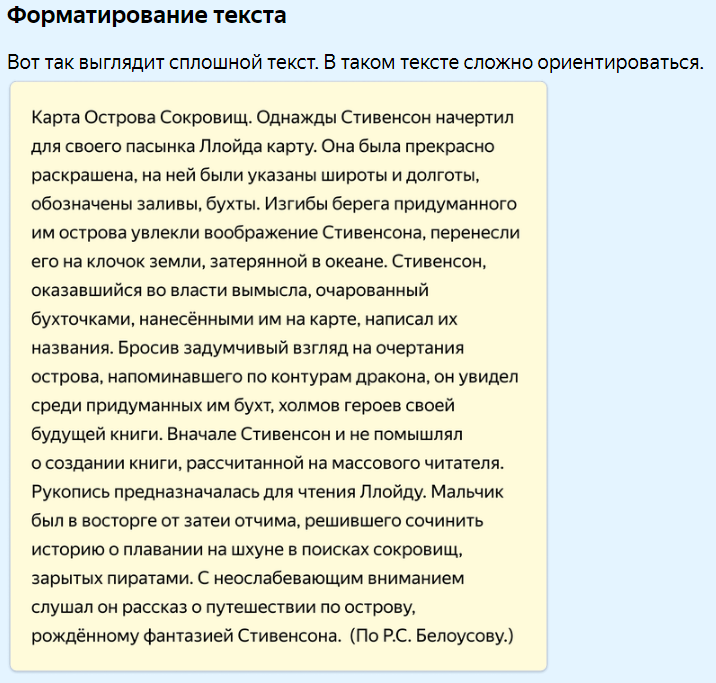 Форматирование текста
Вот так выглядит сплошной текст. В таком тексте сложно ориентироваться.
Карта Острова Сокровищ. Однажды Стивенсон начертил
для своего пасынка Ллойда карту. Она была прекрасно
раскрашена, на ней были указаны широты и долготы,
обозначены заливы, бухты. Изгибы берега придуманного
им острова увлекли воображение Стивенсона, перенесли
его на клочок земли, затерянной в океане. Стивенсон,
оказавшийся во власти вымысла, очарованный
бухточками, нанесёнными им на карте, написал их
названия. Бросив задумчивый взгляд на очертания
острова, напоминавшего по контурам дракона, он увидел
среди придуманных им бухт, холмов героев своей
будущей книги. Вначале Стивенсон и не помышлял
о создании книги, рассчитанной на массового читателя.
Рукопись предназначалась для чтения Ллойду. Мальчик
был в восторге от затеи отчима, решившего сочинить
историю о плавании на шхуне в поисках сокровищ,
зарытых пиратами. С неослабевающим вниманием
слушал он рассказ о путешествии по острову,
рождённому фантазией Стивенсона. (По Р.С. Белоусову.)